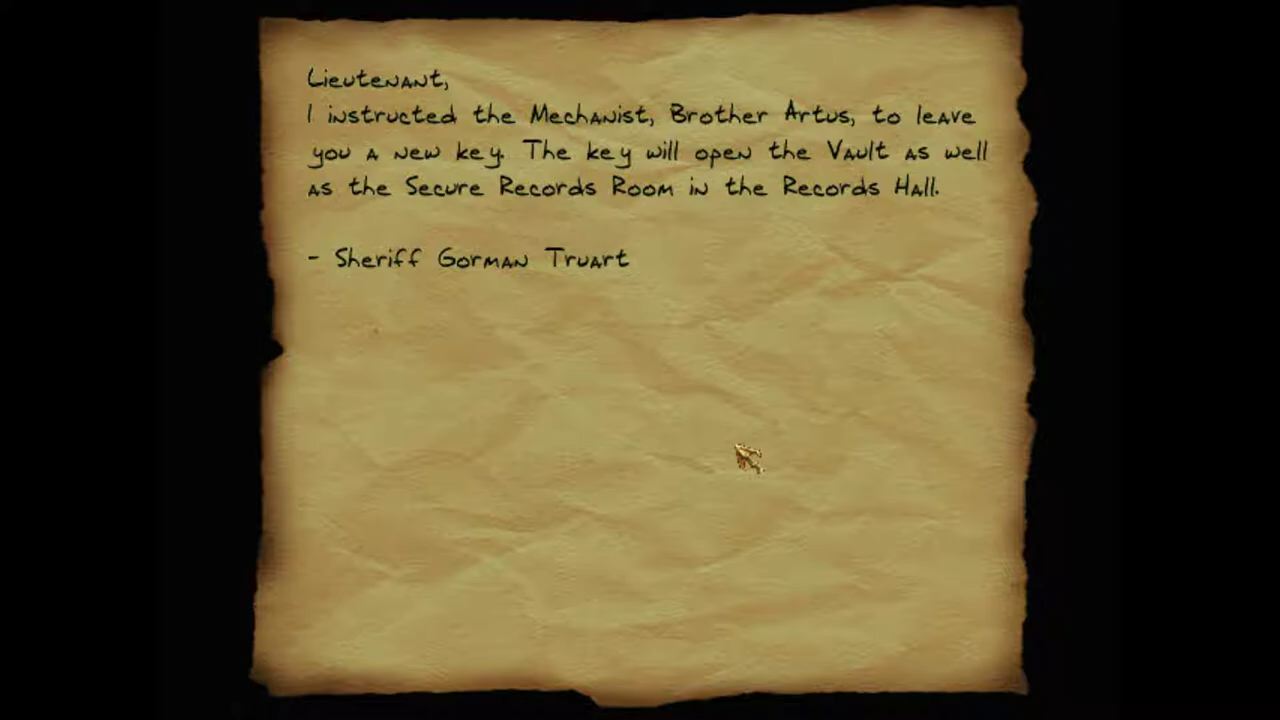 Lieutenant,
I instructed the Mechanist, Brother Artus, to leave
you a new key. The key will open the Vault as well
as the Secure Records Room in the Records Hall.
- Sheriff Gorman Truart